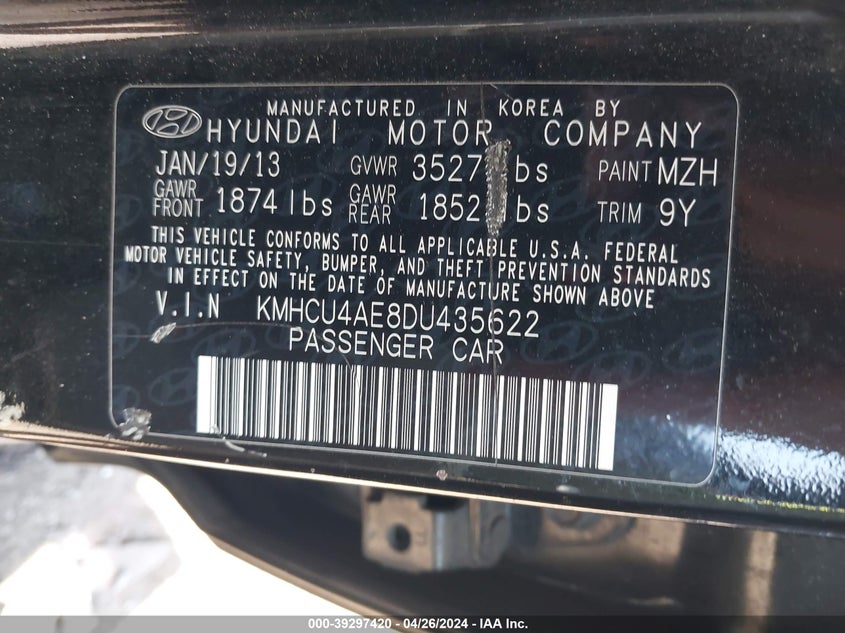 MANUFACTURED IN KOREA BY
HYUNDAI MOTOR COMPANY
JAN/19/13 GVWR 3527 lbs PAINT MZH
GAWR FRONT 1874 lbs GAWR REAR 1852 lbs TRIM 9Y
THIS VEHICLE CONFORMS TO ALL APPLICABLE U.S.A. FEDERAL
MOTOR VEHICLE SAFETY, BUMPER, AND THEFT PREVENTION STANDARDS
IN EFFECT ON THE DATE OF MANUFACTURE SHOWN ABOVE
V.I.N KMHCU4AE8DU435622
PASSENGER CAR
000-39297420 - 04/26/2024 - IAA Inc.